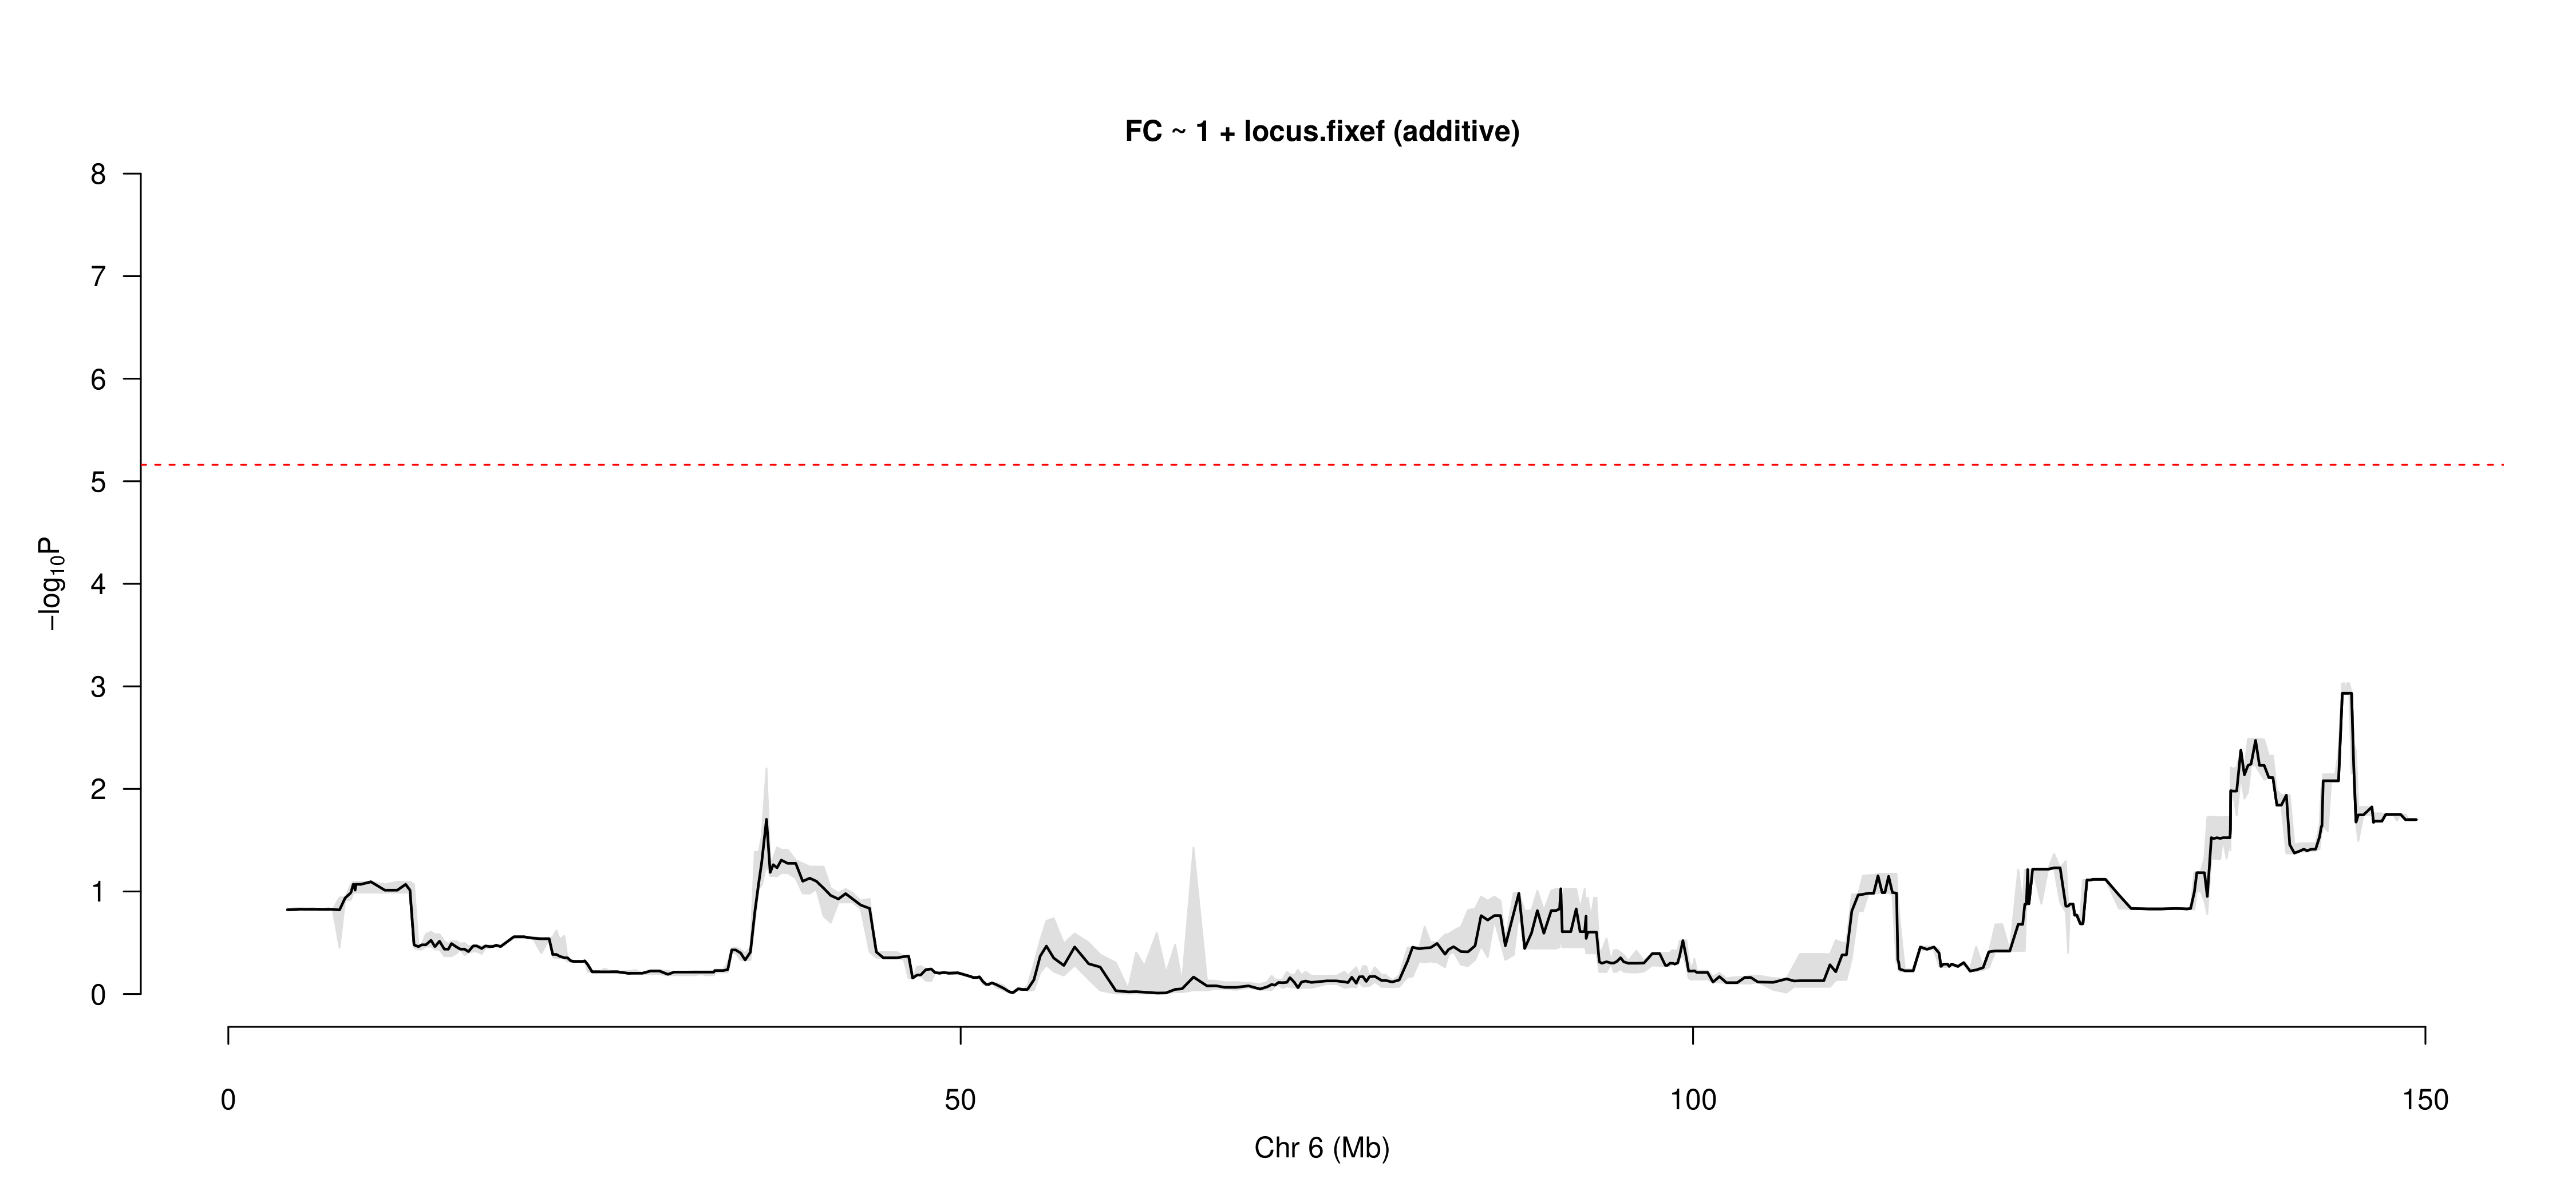 FC ~ 1 + locus.fixef (additive)
8
7
6
5
4
3
2
1
0
−log10P
0 50 100 150
Chr 6 (Mb)